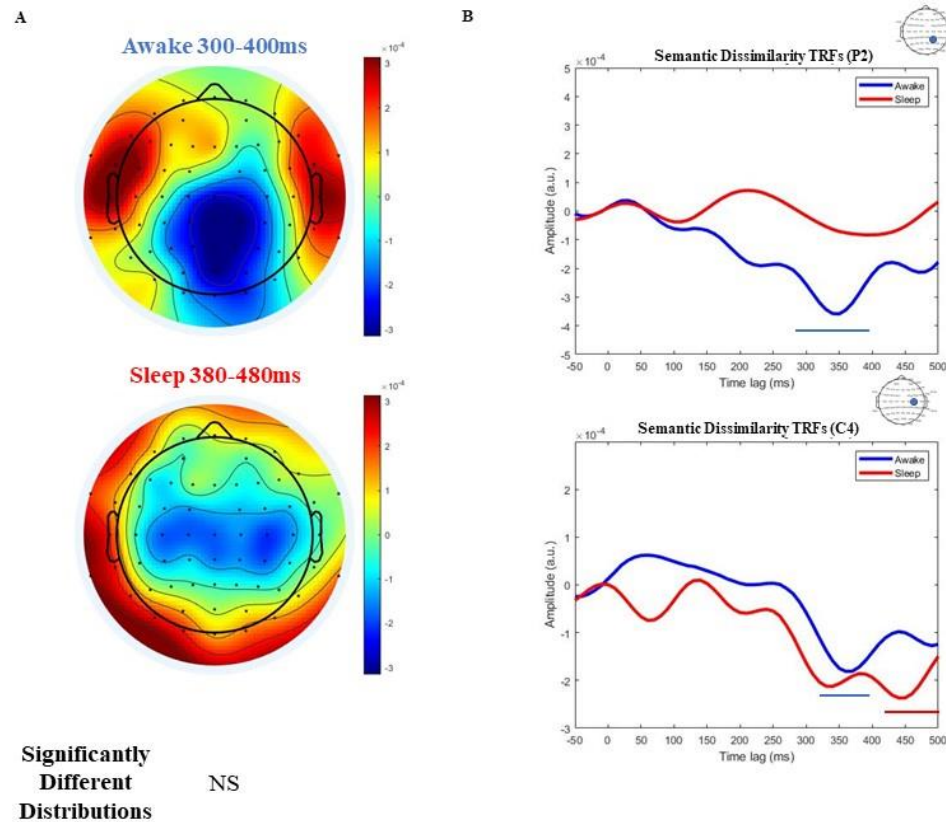 A
Awake 300-400ms
×10⁻⁴
3
2
1
0
-1
-2
-3
Sleep 380-480ms
×10⁻⁴
3
2
1
0
-1
-2
-3
Significantly
Different
Distributions
NS
B
Semantic Dissimilarity TRFs (P2)
×10⁻⁴
5
4
3
2
1
0
-1
-2
-3
-4
-5
Amplitude (a.u.)
Awake
Sleep
-50 0 50 100 150 200 250 300 350 400 450 500
Time lag (ms)
Semantic Dissimilarity TRFs (C4)
×10⁻⁴
2
1
0
-1
-2
-3
Amplitude (a.u.)
Awake
Sleep
-50 0 50 100 150 200 250 300 350 400 450 500
Time lag (ms)